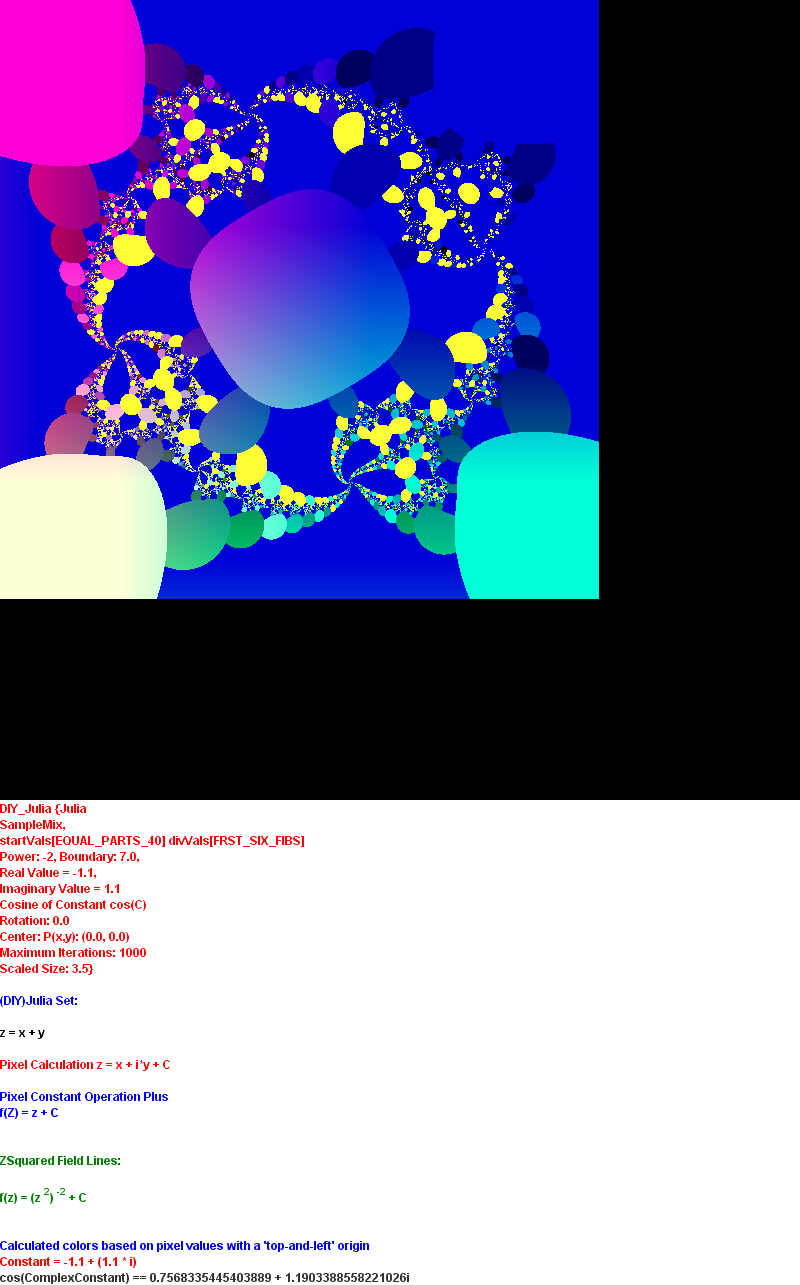 DIY_Julia {Julia
SampleMix,
startVals[EQUAL_PARTS_40] divVals[FRST_SIX_FIBS]
Power: -2, Boundary: 7.0,
Real Value = -1.1,
Imaginary Value = 1.1
Cosine of Constant cos(C)
Rotation: 0.0
Center: P(x,y): (0.0, 0.0)
Maximum Iterations: 1000
Scaled Size: 3.5}
(DIY)Julia Set:
z = x + y
Pixel Calculation z = x + i*y + C
Pixel Constant Operation Plus
f(Z) = z + C
ZSquared Field Lines:
f(z) = (z ²) ⁻² + C
Calculated colors based on pixel values with a 'top-and-left' origin
Constant = -1.1 + (1.1 * i)
cos(ComplexConstant) == 0.7568335445403889 + 1.1903388558221026i